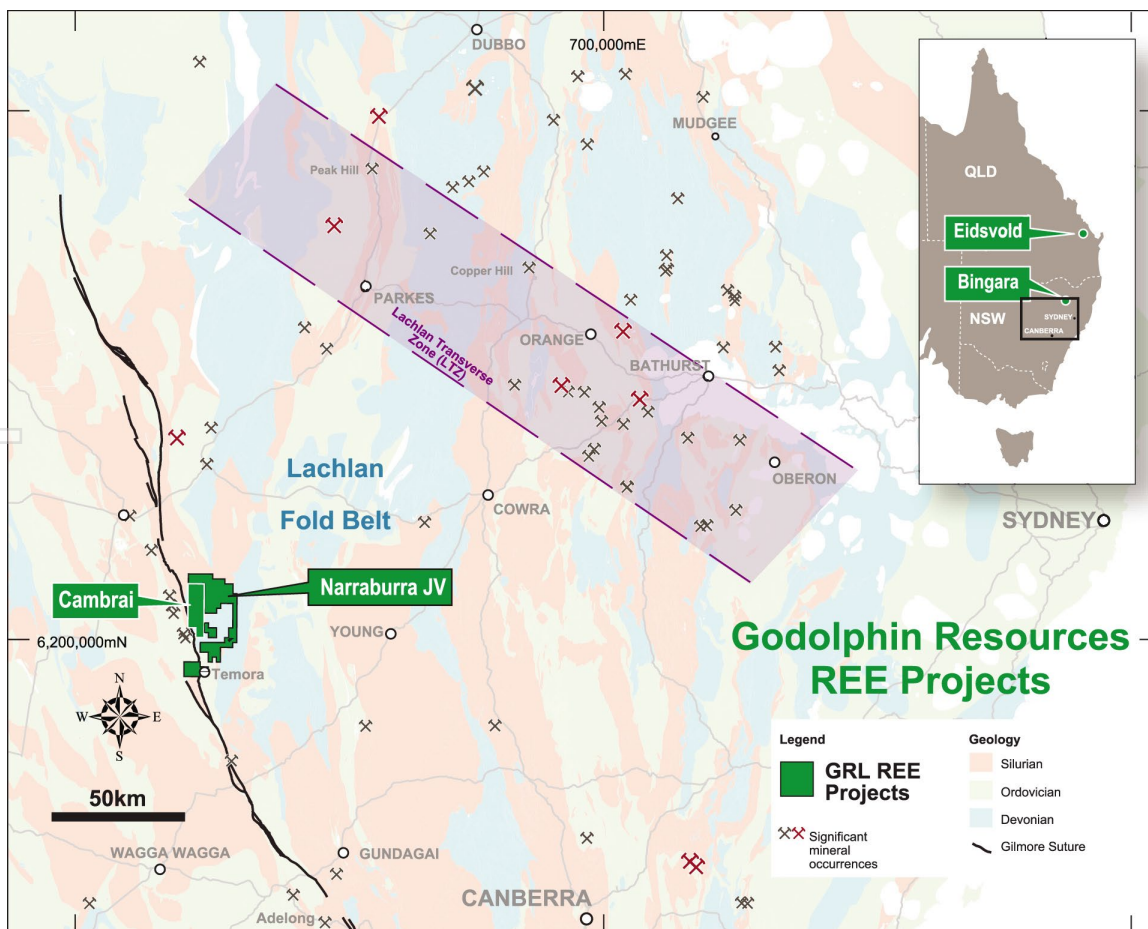 DUBBO
700,000mE
MUDGEE
Peak Hill
Copper Hill
PARKES
Lachlan Transverse
Zone (LTZ)
ORANGE
BATHURST
OBERON
COWRA
SYDNEY
Lachlan
Fold Belt
Cambrai
Narraburra JV
YOUNG
6,200,000mN
Temora
N
W
E
S
50km
WAGGA WAGGA
GUNDAGAI
Adelong
CANBERRA
QLD
Eidsvold
Bingara
NSW
SYDNEY
CANBERRA
Godolphin Resources
REE Projects
Legend
GRL REE
Projects
Significant
mineral
occurrences
Geology
Silurian
Ordovician
Devonian
Gilmore Suture